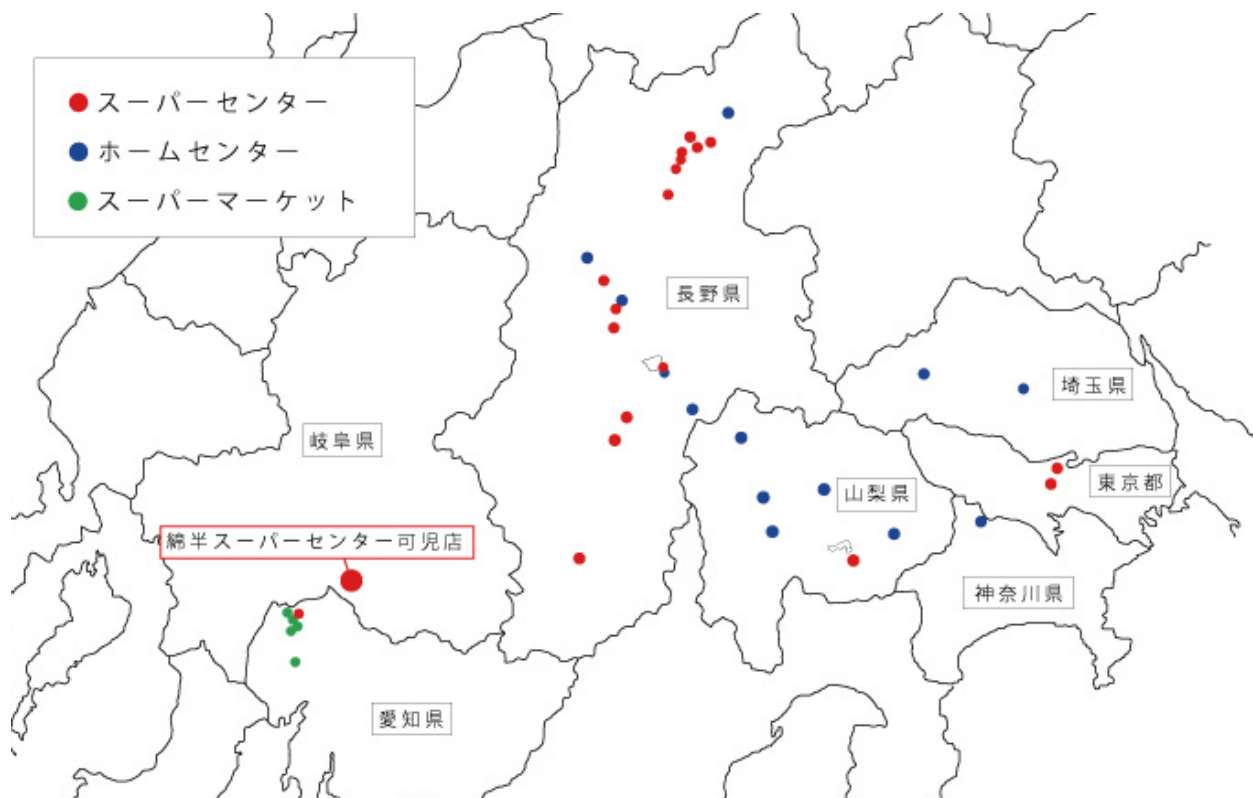 スーパーセンター
ホームセンター
スーパーマーケット
長野県
埼玉県
岐阜県
東京都
山梨県
綿半スーパーセンター可児店
神奈川県
愛知県